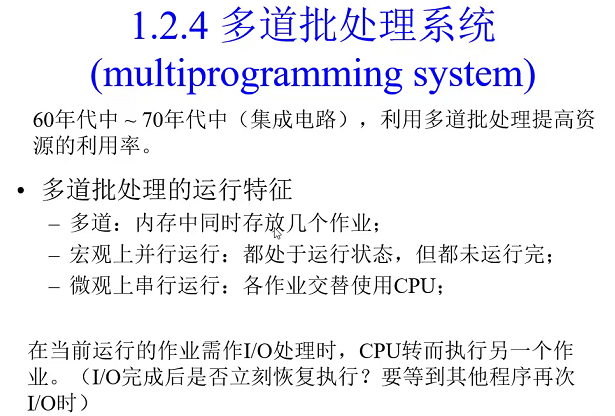 1.2.4 多道批处理系统
(multiprogramming system)
60年代中 ~ 70年代中（集成电路），利用多道批处理提高资
源的利用率。
• 多道批处理的运行特征
– 多道：内存中同时存放几个作业；
– 宏观上并行运行：都处于运行状态，但都未运行完；
– 微观上串行运行：各作业交替使用CPU；
在当前运行的作业需作I/O处理时，CPU转而执行另一个作
业。（I/O完成后是否立刻恢复执行？要等到其他程序再次
I/O时）